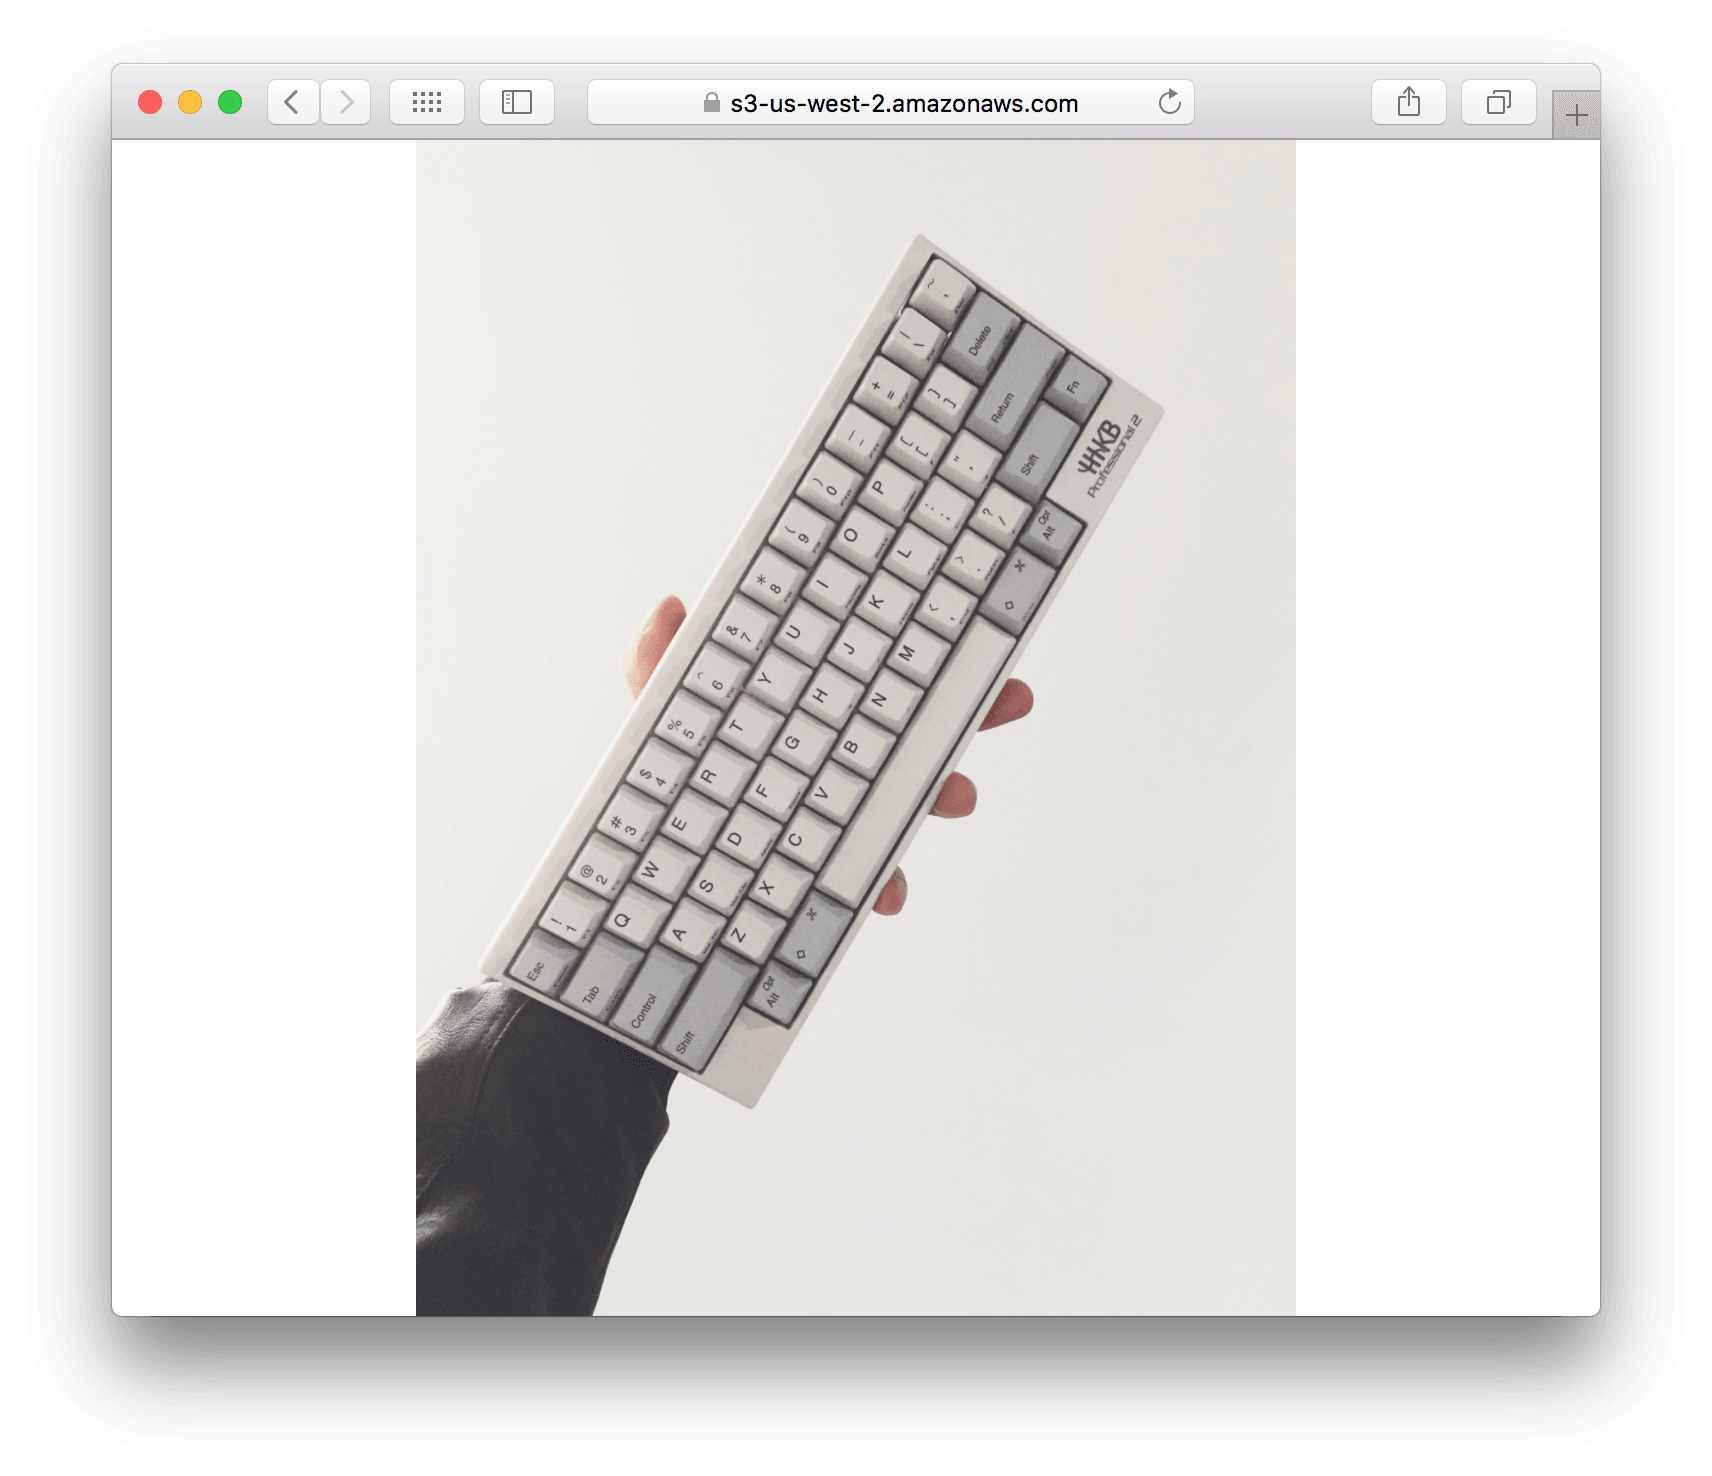 s3-us-west-2.amazonaws.com
Esc ! 1 @ 2 # 3 $ 4 % 5 ^ 6 & 7 * 8 ( 9 ) 0 _ - + = | \ ~ `
Tab Q W E R T Y U I O P { [ } ] Delete
Control A S D F G H J K L : ; " ' Return
Shift Z X C V B N M < , > . ? / Shift Fn
Opt Alt ⌘ ◇ ⌘ ◇ Opt Alt
HHKB
Professional 2